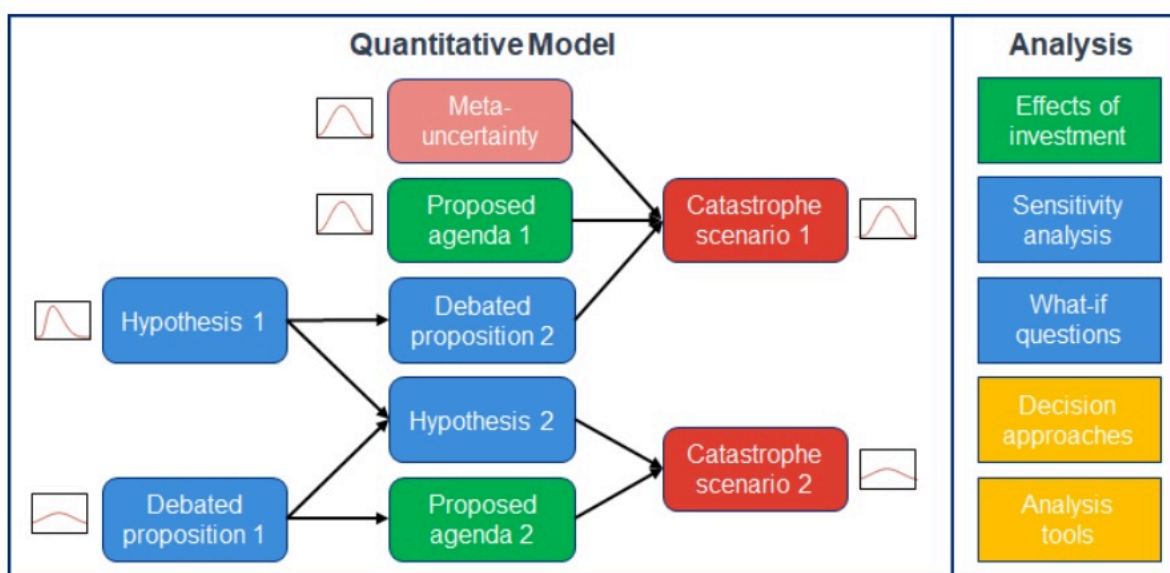 Quantitative Model
Meta-
uncertainty
Proposed
agenda 1
Catastrophe
scenario 1
Hypothesis 1
Debated
proposition 2
Hypothesis 2
Catastrophe
scenario 2
Debated
proposition 1
Proposed
agenda 2
Analysis
Effects of
investment
Sensitivity
analysis
What-if
questions
Decision
approaches
Analysis
tools